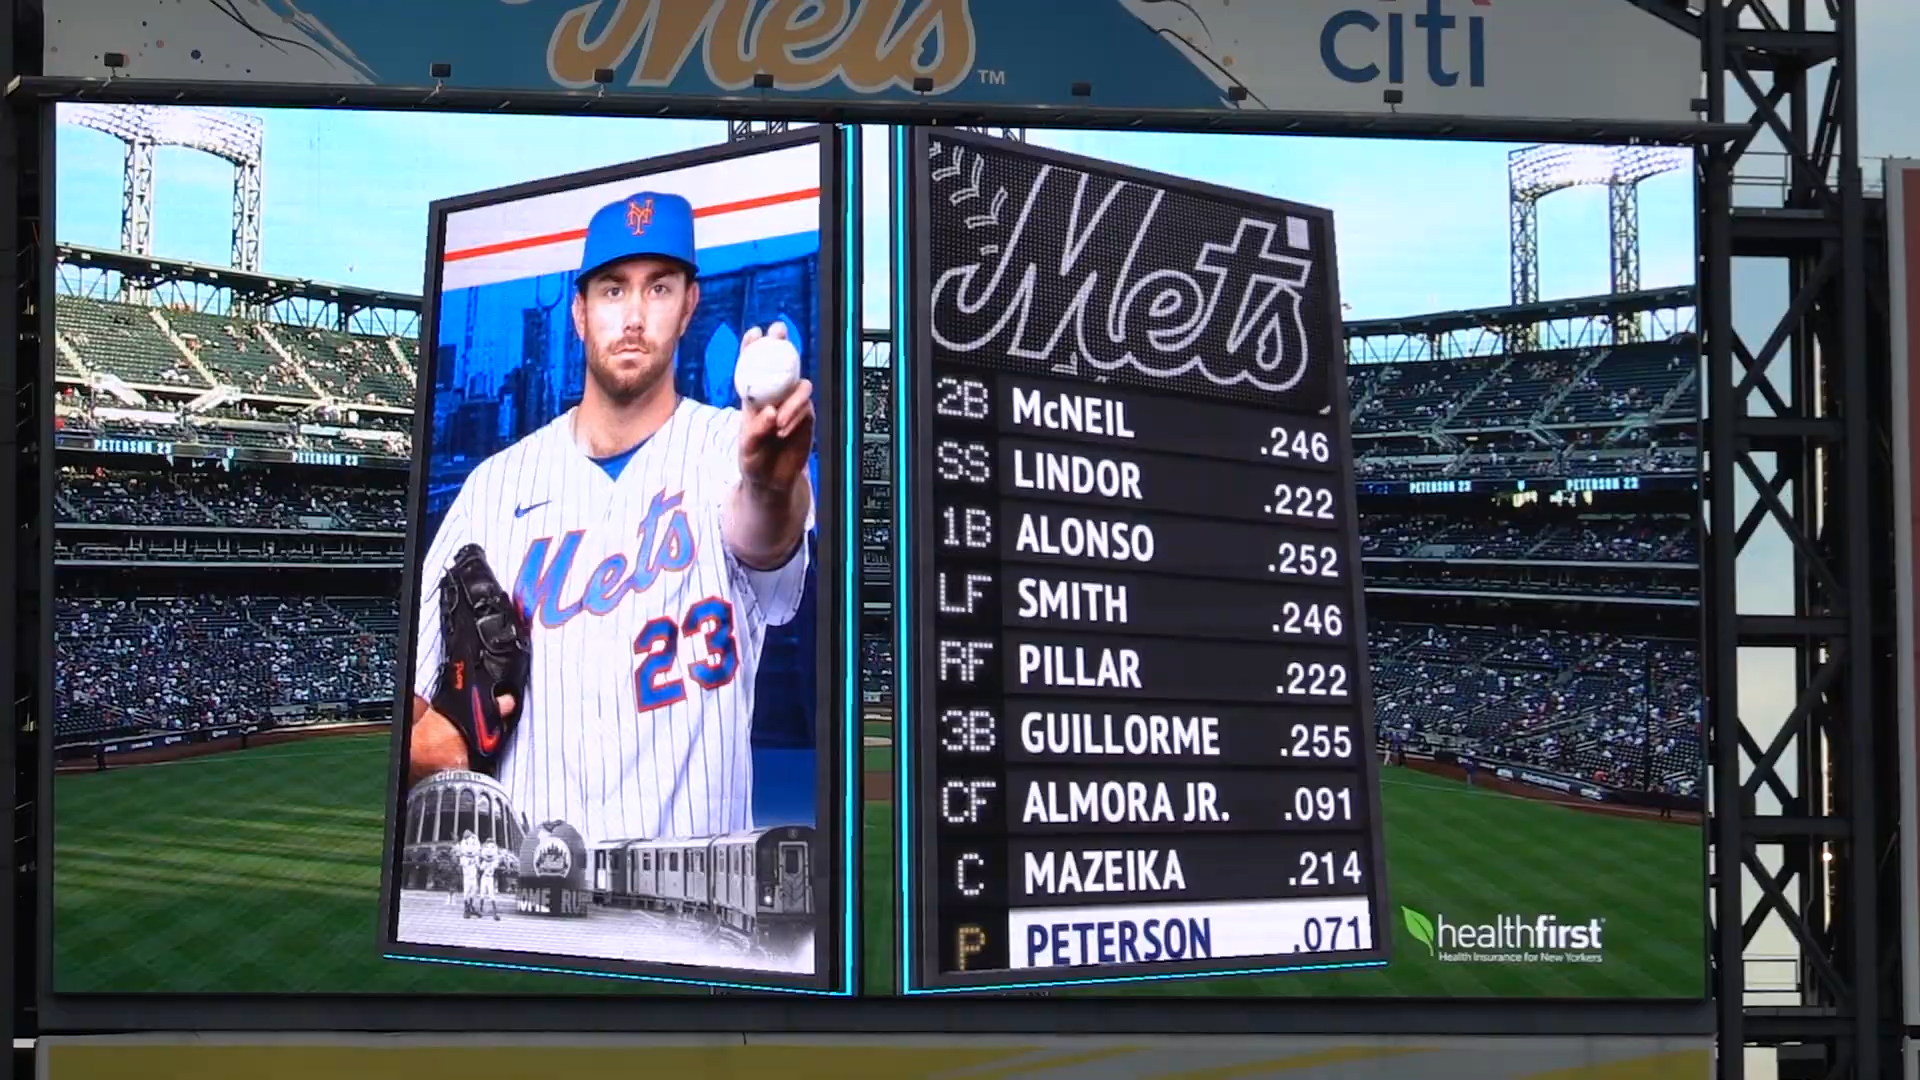 Mets™
citi
NY
Mets
23
PETERSON 23
PETERSON 23
PETERSON 23
PETERSON 23
Mets
2B McNEIL .246
SS LINDOR .222
1B ALONSO .252
LF SMITH .246
RF PILLAR .222
3B GUILLORME .255
CF ALMORA JR. .091
C MAZEIKA .214
P PETERSON .071
healthfirst
Health Insurance for New Yorkers